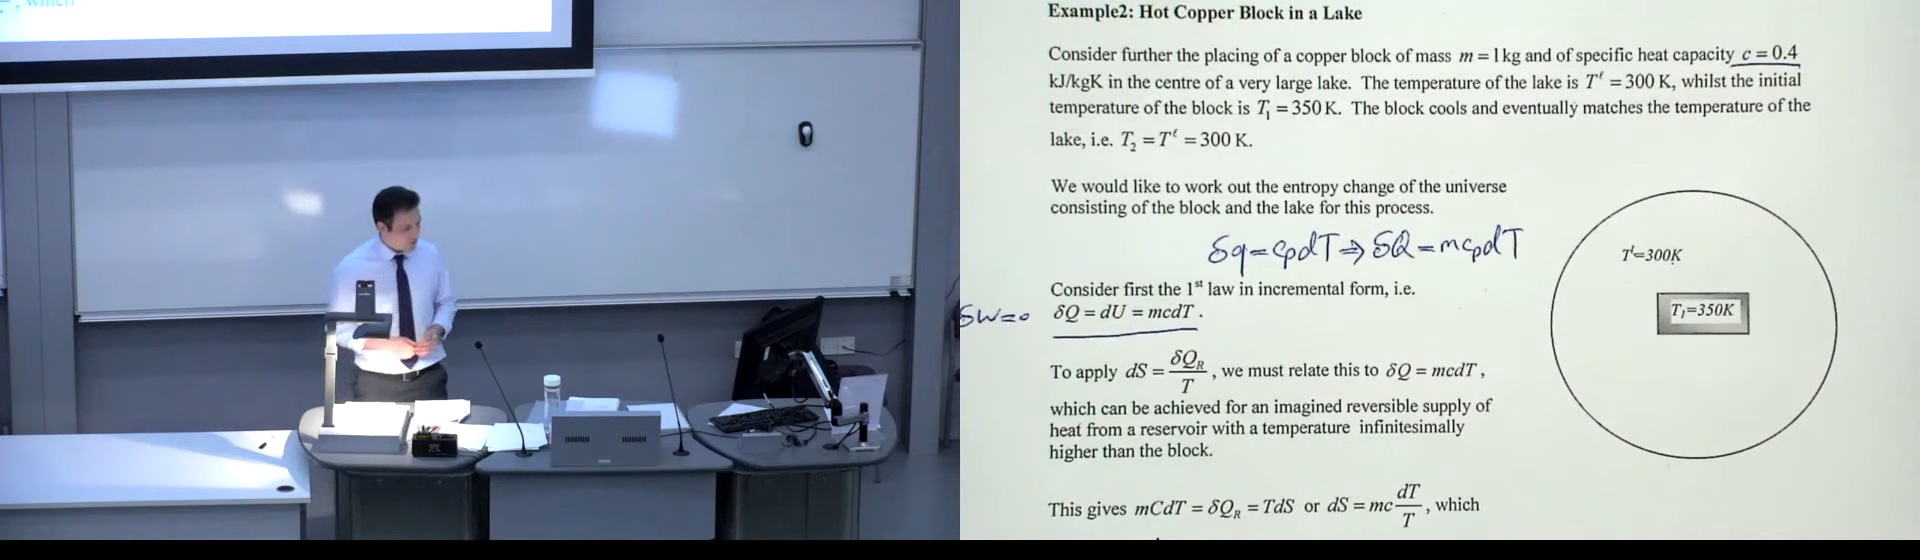 , which
Example2: Hot Copper Block in a Lake
Consider further the placing of a copper block of mass m = 1 kg and of specific heat capacity c = 0.4
kJ/kgK in the centre of a very large lake. The temperature of the lake is Tˡ = 300 K, whilst the initial
temperature of the block is T₁ = 350 K. The block cools and eventually matches the temperature of the
lake, i.e. T₂ = Tˡ = 300 K.
We would like to work out the entropy change of the universe
consisting of the block and the lake for this process.
δq = cpdT ⇒ δQ = mcpdT
Tˡ=300K
T₁=350K
Consider first the 1st law in incremental form, i.e.
δW=0 δQ = dU = mcdT .
To apply dS = δQR / T , we must relate this to δQ = mcdT ,
which can be achieved for an imagined reversible supply of
heat from a reservoir with a temperature infinitesimally
higher than the block.
This gives mCdT = δQR = TdS or dS = mc dT / T , which